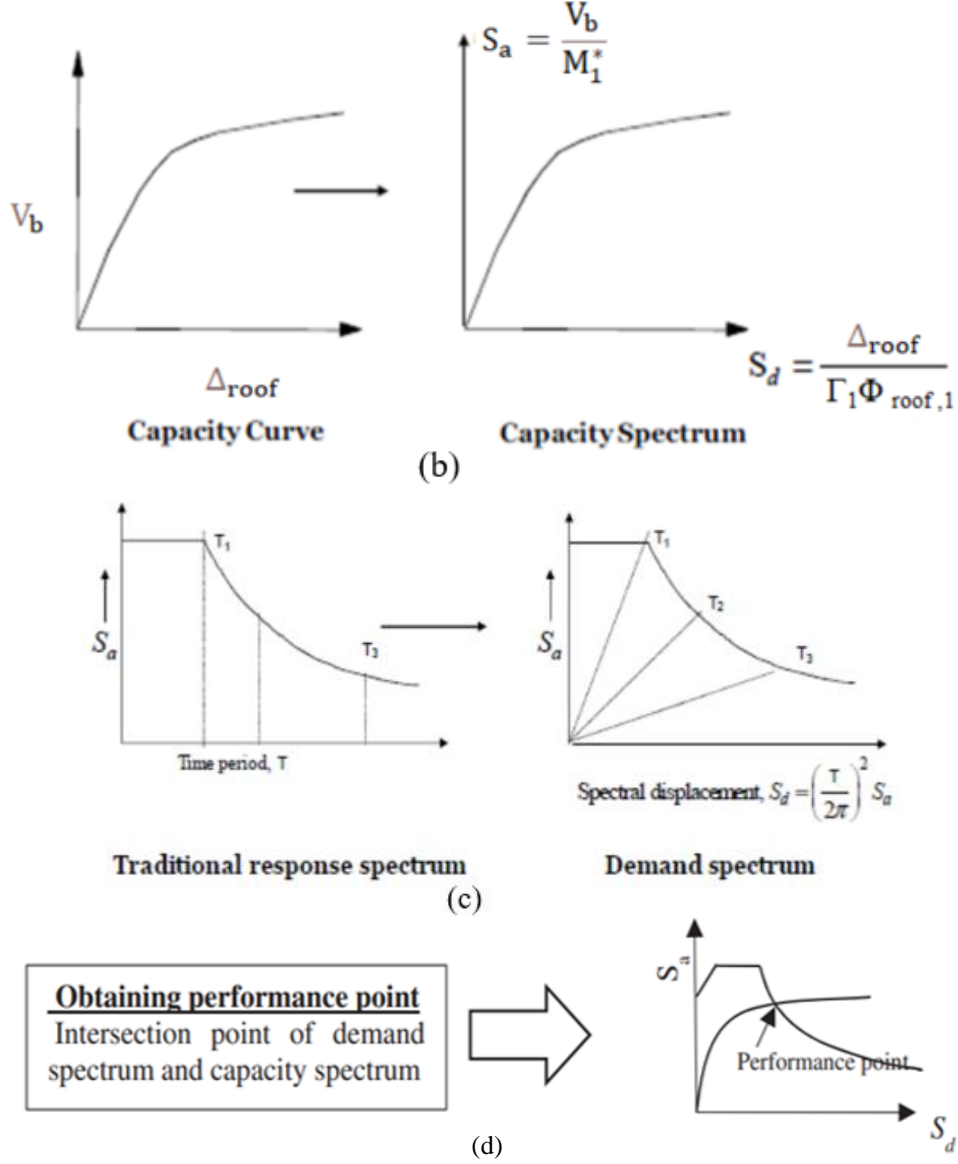 V_b
Δ_roof
Capacity Curve
S_a = V_b / M_1^*
S_d = Δ_roof / Γ_1Φ_roof,1
Capacity Spectrum
(b)
S_a
T_1
T_3
Time period, T
Traditional response spectrum
S_a
T_1
T_2
T_3
Spectral displacement, S_d = (T / 2π)^2 S_a
Demand spectrum
(c)
Obtaining performance point
Intersection point of demand
spectrum and capacity spectrum
S_a
Performance point
S_d
(d)